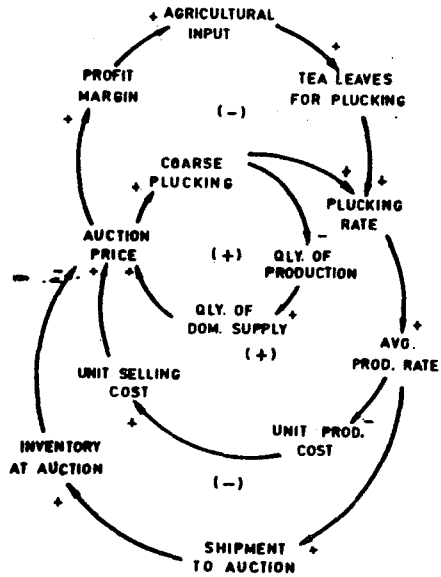 + AGRICULTURAL
INPUT
+
PROFIT
MARGIN
TEA LEAVES
FOR PLUCKING
+
(-)
COARSE
PLUCKING
+
+ +
PLUCKING
RATE
AUCTION
PRICE
-
(+)
QLY. OF
PRODUCTION
- + +
QLY. OF
DOM. SUPPLY
+
(+)
+
AVG.
PROD. RATE
UNIT SELLING
COST
+
-
UNIT PROD.
COST
INVENTORY
AT AUCTION
+
(-)
SHIPMENT
TO AUCTION
+